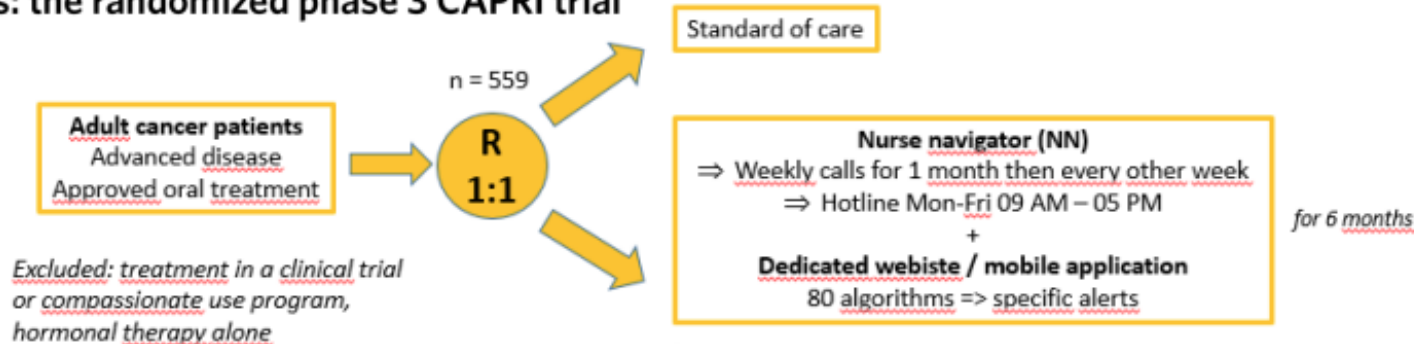 s: the randomized phase 3 CAPRI trial
Standard of care
n = 559
Adult cancer patients
Advanced disease
Approved oral treatment
R
1:1
Nurse navigator (NN)
⇒ Weekly calls for 1 month then every other week
⇒ Hotline Mon-Fri 09 AM – 05 PM
+
Dedicated webiste / mobile application
80 algorithms => specific alerts
for 6 months
Excluded: treatment in a clinical trial
or compassionate use program,
hormonal therapy alone